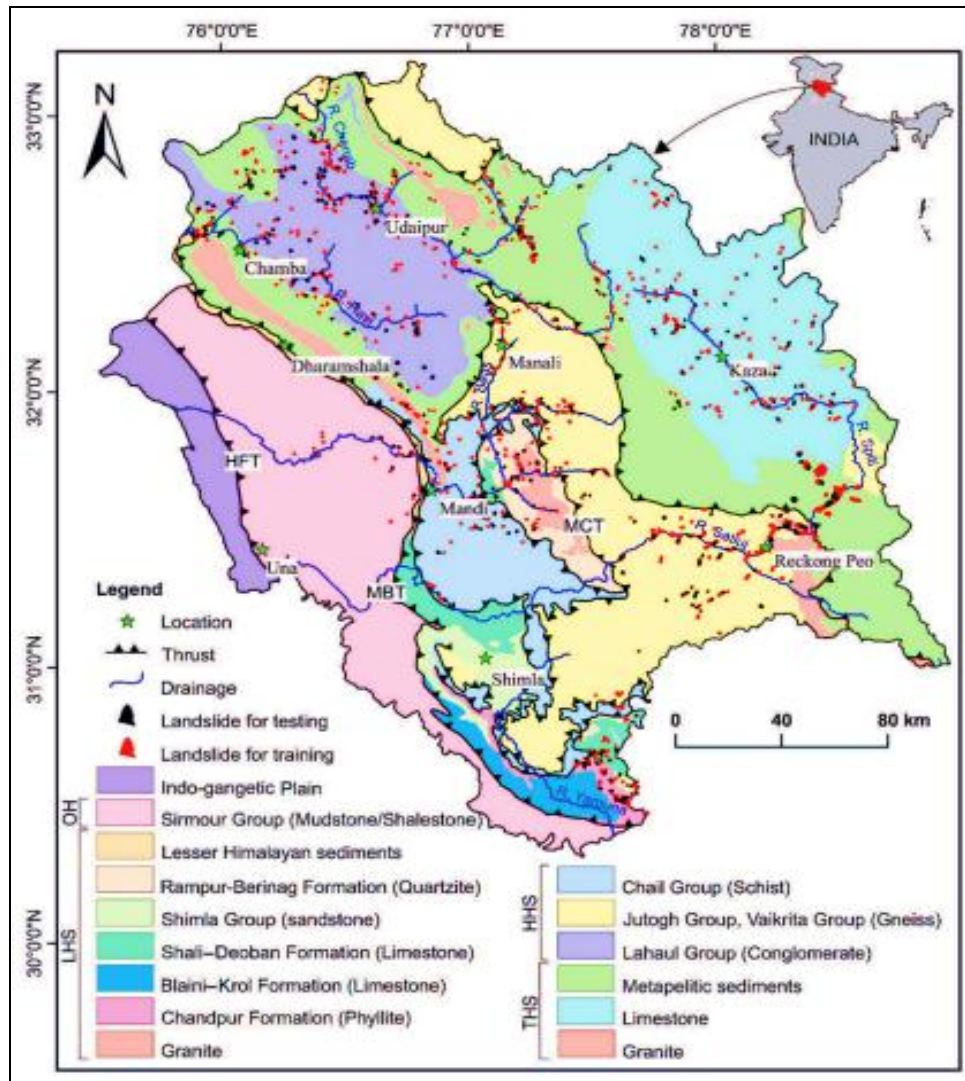 76°0'0"E 77°0'0"E 78°0'0"E
N
33°0'0"N
32°0'0"N
31°0'0"N
30°0'0"N
INDIA
R. Chenab
Udaipur
Chamba
R. Ravi
Dharamshala
Manali
Kaza
R. Spiti
HFT
Mandi
MCT
R. Satluj
Reckong Peo
Una
MBT
Shimla
R. Yamuna
0 40 80 km
Legend
Location
Thrust
Drainage
Landslide for testing
Landslide for training
Indo-gangetic Plain
OH
Sirmour Group (Mudstone/Shalestone)
LHS
Lesser Himalayan sediments
Rampur-Berinag Formation (Quartzite)
Shimla Group (sandstone)
Shali–Deoban Formation (Limestone)
Blaini–Krol Formation (Limestone)
Chandpur Formation (Phyllite)
Granite
HHS
Chail Group (Schist)
Jutogh Group, Vaikrita Group (Gneiss)
Lahaul Group (Conglomerate)
THS
Metapelitic sediments
Limestone
Granite